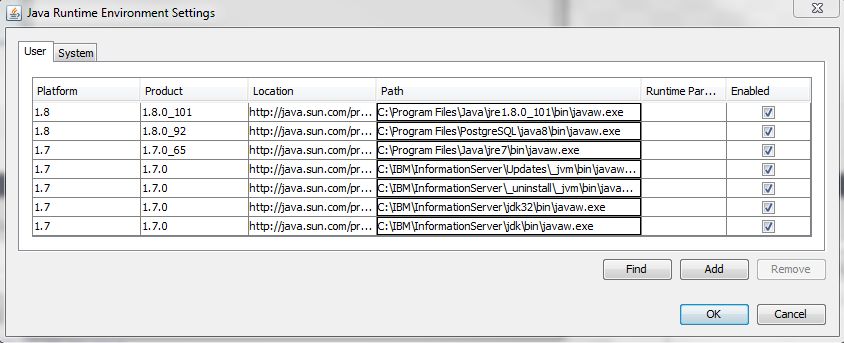 Java Runtime Environment Settings
User System
Platform Product Location Path Runtime Par... Enabled
1.8 1.8.0_101 http://java.sun.com/pr... C:\Program Files\Java\jre1.8.0_101\bin\javaw.exe
1.8 1.8.0_92 http://java.sun.com/pr... C:\Program Files\PostgreSQL\java8\bin\javaw.exe
1.7 1.7.0_65 http://java.sun.com/pr... C:\Program Files\Java\jre7\bin\javaw.exe
1.7 1.7.0 http://java.sun.com/pr... C:\IBM\InformationServer\Updates\_jvm\bin\javaw...
1.7 1.7.0 http://java.sun.com/pr... C:\IBM\InformationServer\_uninstall\_jvm\bin\java...
1.7 1.7.0 http://java.sun.com/pr... C:\IBM\InformationServer\jdk32\bin\javaw.exe
1.7 1.7.0 http://java.sun.com/pr... C:\IBM\InformationServer\jdk\bin\javaw.exe
Find Add Remove
OK Cancel